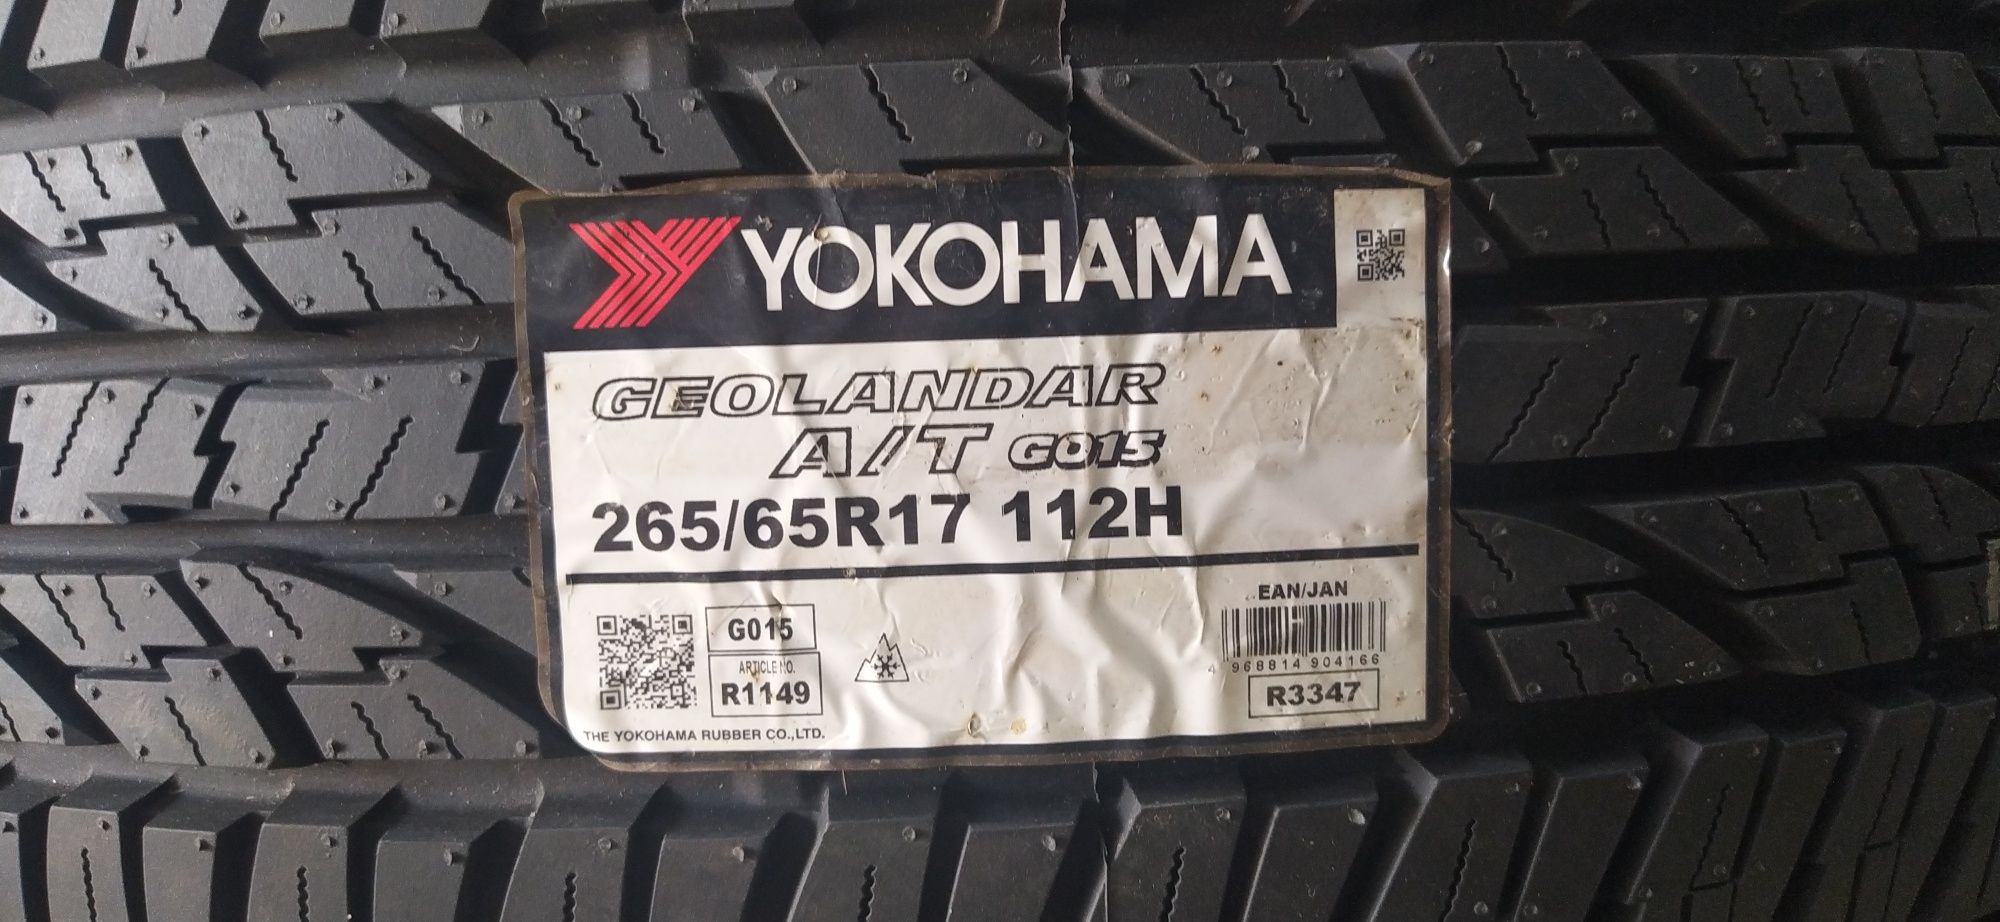 YOKOHAMA
GEOLANDAR
A/T G015
265/65R17 112H
G015
ARTICLE NO.
R1149
THE YOKOHAMA RUBBER CO.,LTD.
EAN/JAN
4 968814 904166
R3347